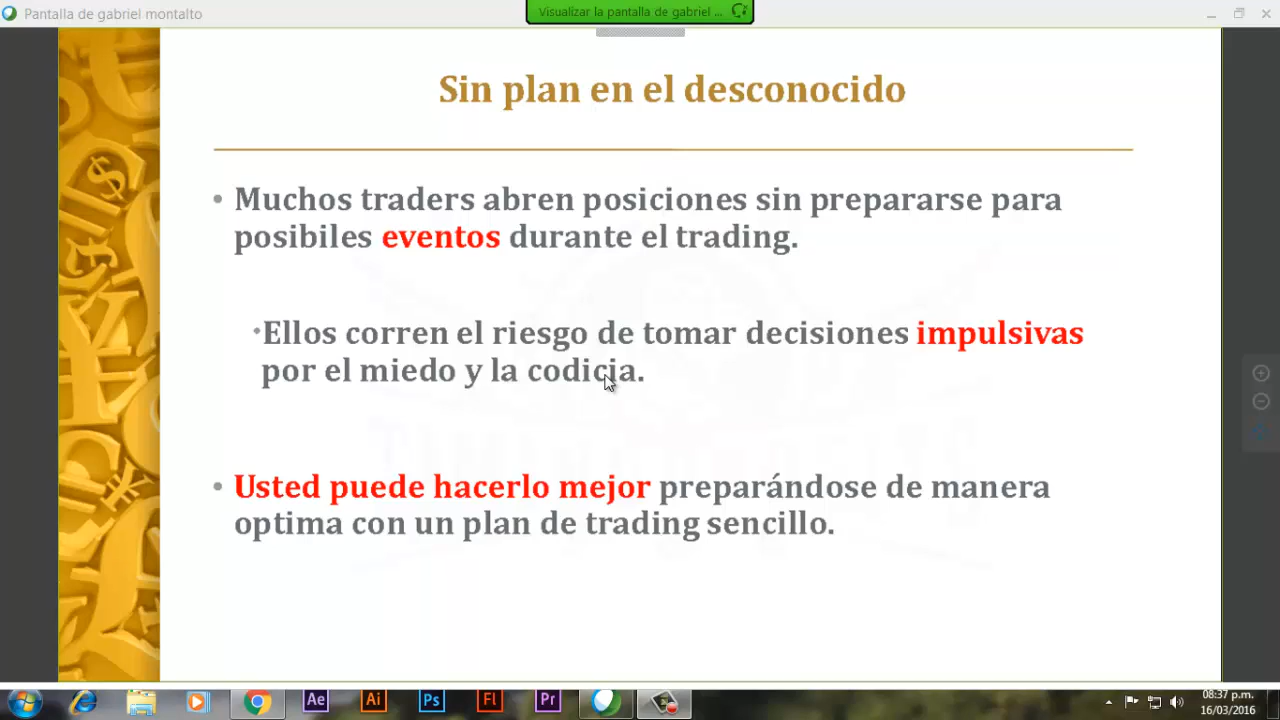 Pantalla de gabriel montalto
Visualizar la pantalla de gabriel ...
Sin plan en el desconocido
• Muchos traders abren posiciones sin prepararse para
posibiles eventos durante el trading.
•Ellos corren el riesgo de tomar decisiones impulsivas
por el miedo y la codicia.
• Usted puede hacerlo mejor preparándose de manera
optima con un plan de trading sencillo.
Ae Ai Ps Fl Pr
08:37 p.m.
16/03/2016